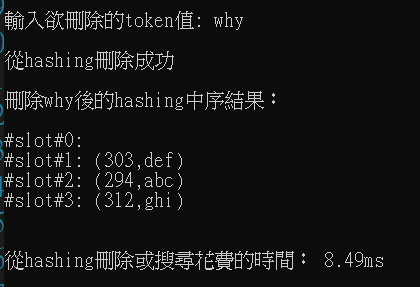 輸入欲刪除的token值: why
從hashing刪除成功
刪除why後的hashing中序結果：
#slot#0:
#slot#1: (303,def)
#slot#2: (294,abc)
#slot#3: (312,ghi)
從hashing刪除或搜尋花費的時間： 8.49ms